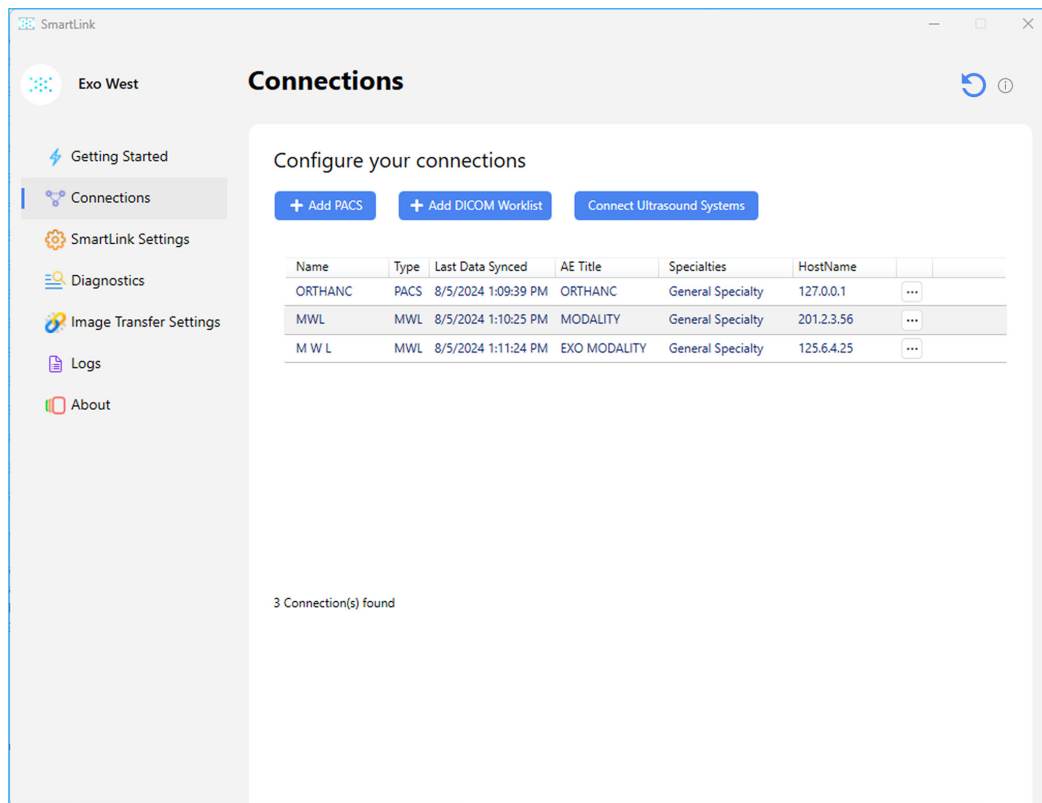 SmartLink
Exo West
Connections
Getting Started
Connections
SmartLink Settings
Diagnostics
Image Transfer Settings
Logs
About
Configure your connections
+ Add PACS + Add DICOM Worklist Connect Ultrasound Systems
Name Type Last Data Synced AE Title Specialties HostName
ORTHANC PACS 8/5/2024 1:09:39 PM ORTHANC General Specialty 127.0.0.1 ...
MWL MWL 8/5/2024 1:10:25 PM MODALITY General Specialty 201.2.3.56 ...
M W L MWL 8/5/2024 1:11:24 PM EXO MODALITY General Specialty 125.6.4.25 ...
3 Connection(s) found